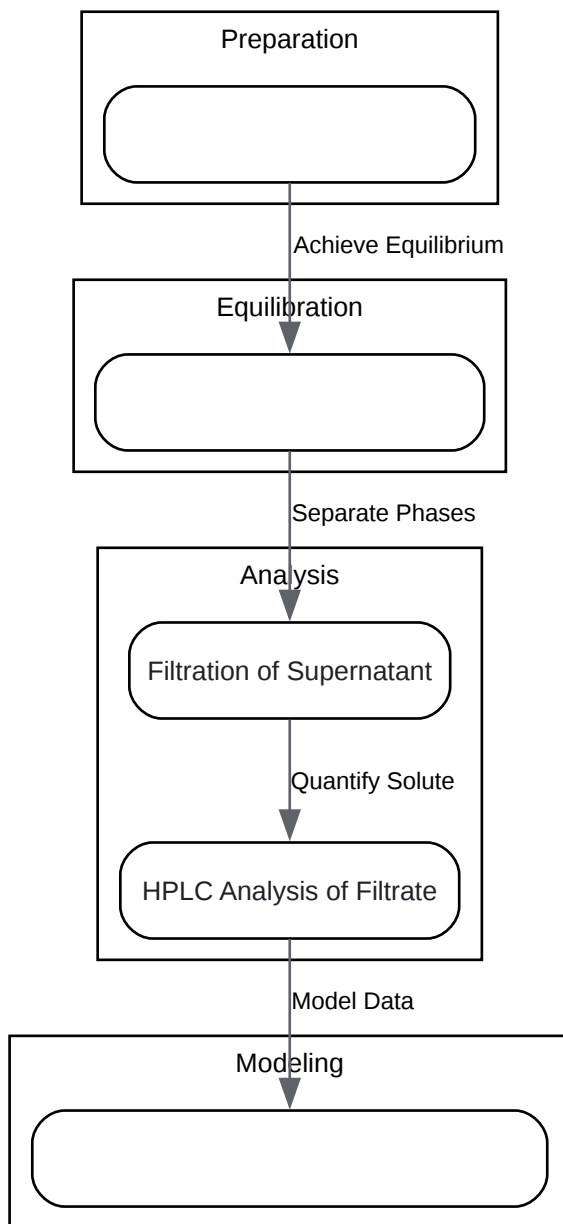 Preparation
Achieve Equilibrium
Equilibration
Separate Phases
Analysis
Filtration of Supernatant
Quantify Solute
HPLC Analysis of Filtrate
Model Data
Modeling